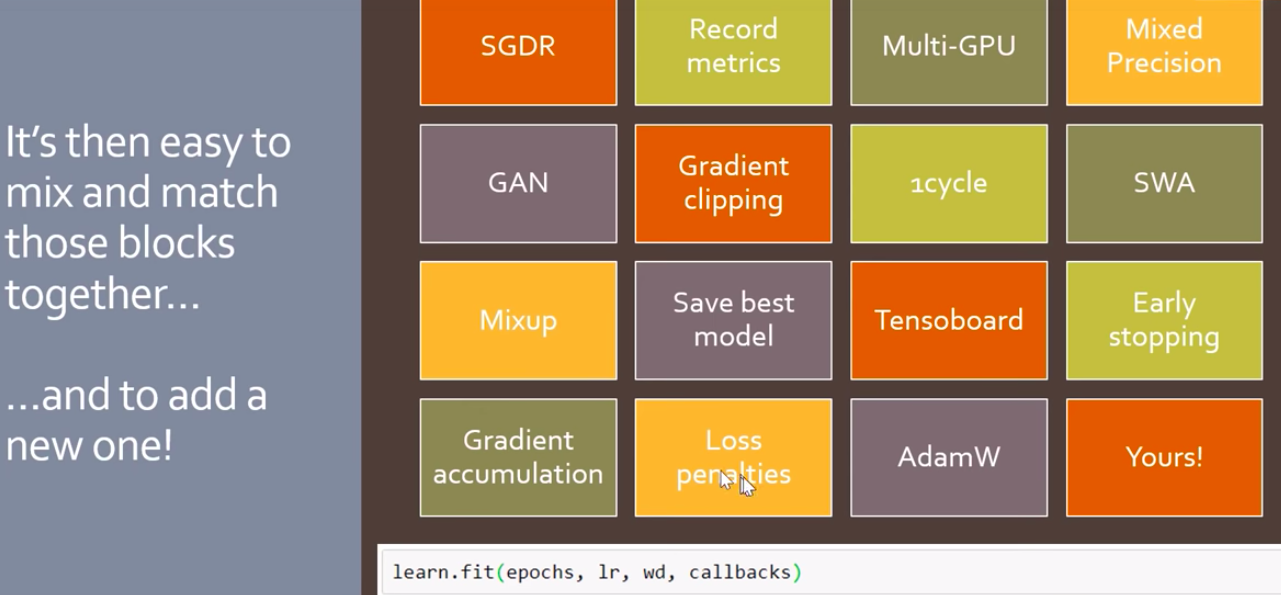 It's then easy to
mix and match
those blocks
together…
…and to add a
new one!
SGDR
Record
metrics
Multi-GPU
Mixed
Precision
GAN
Gradient
clipping
1cycle
SWA
Mixup
Save best
model
Tensoboard
Early
stopping
Gradient
accumulation
Loss
penalties
AdamW
Yours!
learn.fit(epochs, lr, wd, callbacks)